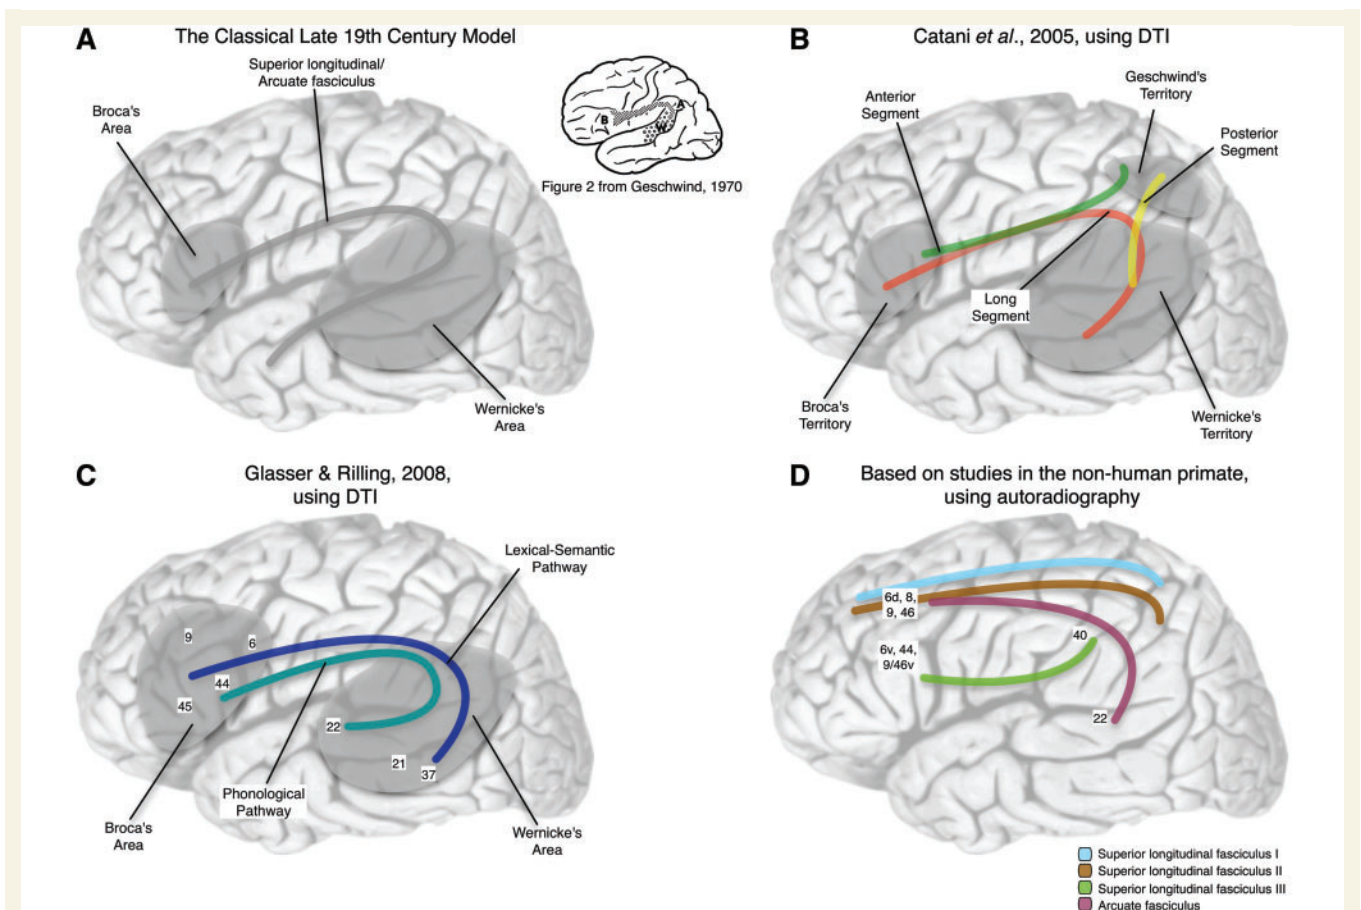 A
The Classical Late 19th Century Model
Superior longitudinal/
Arcuate fasciculus
Broca's
Area
B
A
W
Figure 2 from Geschwind, 1970
Wernicke's
Area
B
Catani et al., 2005, using DTI
Geschwind's
Territory
Anterior
Segment
Posterior
Segment
Long
Segment
Broca's
Territory
Wernicke's
Territory
C
Glasser & Rilling, 2008,
using DTI
Lexical-Semantic
Pathway
9
6
44
45
22
21
37
Phonological
Pathway
Broca's
Area
Wernicke's
Area
D
Based on studies in the non-human primate,
using autoradiography
6d, 8,
9, 46
40
6v, 44,
9/46v
22
Superior longitudinal fasciculus I
Superior longitudinal fasciculus II
Superior longitudinal fasciculus III
Arcuate fasciculus